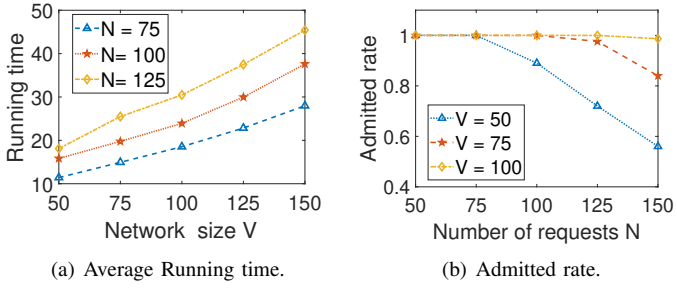 50
40
30
20
10
Running time
N = 75
N = 100
N= 125
50 75 100 125 150
Network size V
(a) Average Running time.
1
0.8
0.6
0.4
Admitted rate
V = 50
V = 75
V = 100
50 75 100 125 150
Number of requests N
(b) Admitted rate.